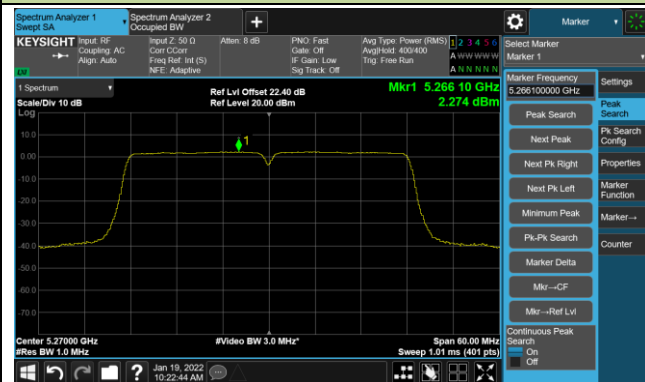 Spectrum Analyzer 1
Swept SA
Spectrum Analyzer 2
Occupied BW
+
Marker
KEYSIGHT
Input: RF
Coupling: AC
Align: Auto
Input Z: 50 Ω
Corr CCorr
Freq Ref: Int (S)
NFE: Adaptive
Atten: 8 dB
PNO: Fast
Gate: Off
IF Gain: Low
Sig Track: Off
Avg Type: Power (RMS)
Avg|Hold: 400/400
Trig: Free Run
1 2 3 4 5 6
A W W W W W
A N N N N N
LXI
Select Marker
Marker 1
1 Spectrum
Scale/Div 10 dB
Log
Ref Lvl Offset 22.40 dB
Ref Level 20.00 dBm
Mkr1 5.266 10 GHz
2.274 dBm
1
10.0
0.00
-10.0
-20.0
-30.0
-40.0
-50.0
-60.0
-70.0
Center 5.27000 GHz
#Res BW 1.0 MHz
#Video BW 3.0 MHz*
Span 60.00 MHz
Sweep 1.01 ms (401 pts)
Marker Frequency
5.266100000 GHz
Peak Search
Next Peak
Next Pk Right
Next Pk Left
Minimum Peak
Pk-Pk Search
Marker Delta
Mkr→CF
Mkr→Ref Lvl
Continuous Peak
Search
On
Off
Settings
Peak
Search
Pk Search
Config
Properties
Marker
Function
Marker→
Counter
?
Jan 19, 2022
10:22:44 AM